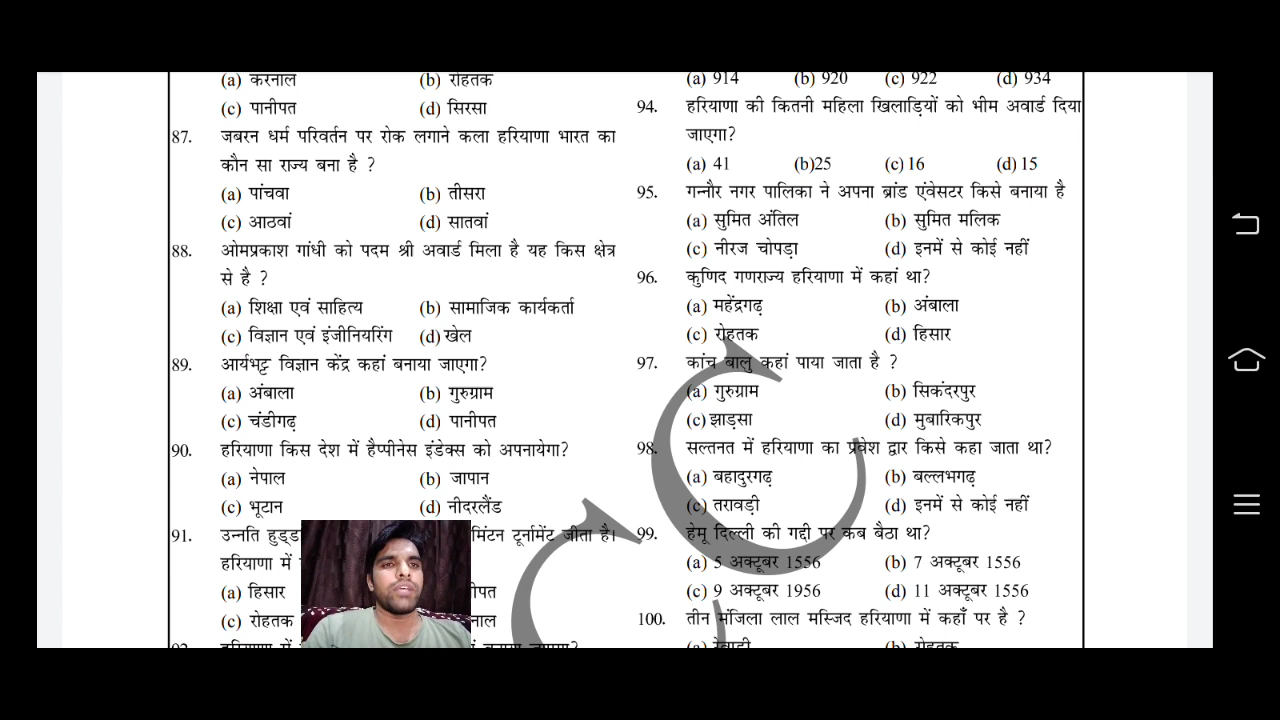 (a) करनाल (b) रोहतक
(c) पानीपत (d) सिरसा
87. जबरन धर्म परिवर्तन पर रोक लगाने कला हरियाणा भारत का
कौन सा राज्य बना है ?
(a) पांचवा (b) तीसरा
(c) आठवां (d) सातवां
88. ओमप्रकाश गांधी को पदम श्री अवार्ड मिला है यह किस क्षेत्र
से है ?
(a) शिक्षा एवं साहित्य (b) सामाजिक कार्यकर्ता
(c) विज्ञान एवं इंजीनियरिंग (d) खेल
89. आर्यभट्ट विज्ञान केंद्र कहां बनाया जाएगा?
(a) अंबाला (b) गुरुग्राम
(c) चंडीगढ़ (d) पानीपत
90. हरियाणा किस देश में हैप्पीनेस इंडेक्स को अपनायेगा?
(a) नेपाल (b) जापान
(c) भूटान (d) नीदरलैंड
91. उन्नति टूर्नामेंट जीता है।
हरियाणा में
(a) हिसार
(c) रोहतक
(a) 914 (b) 920 (c) 922 (d) 934
94. हरियाणा की कितनी महिला खिलाड़ियों को भीम अवार्ड दिया
जाएगा?
(a) 41 (b)25 (c) 16 (d) 15
95. गन्नौर नगर पालिका ने अपना ब्रांड एंवेसटर किसे बनाया है
(a) सुमित अंतिल (b) सुमित मलिक
(c) नीरज चोपड़ा (d) इनमें से कोई नहीं
96. कुणिद गणराज्य हरियाणा में कहां था?
(a) महेंद्रगढ़ (b) अंबाला
(c) रोहतक (d) हिसार
97. कांच बालु कहां पाया जाता है ?
(a) गुरुग्राम (b) सिकंदरपुर
(c) झाड़सा (d) मुबारिकपुर
98. सल्तनत में हरियाणा का प्रवेश द्वार किसे कहा जाता था?
(a) बहादुरगढ़ (b) बल्लभगढ़
(c) तरावड़ी (d) इनमें से कोई नहीं
99. हेमू दिल्ली की गद्दी पर कब बैठा था?
(a) 5 अक्टूबर 1556 (b) 7 अक्टूबर 1556
(c) 9 अक्टूबर 1956 (d) 11 अक्टूबर 1556
100. तीन मंजिला लाल मस्जिद हरियाणा में कहाँ पर है ?